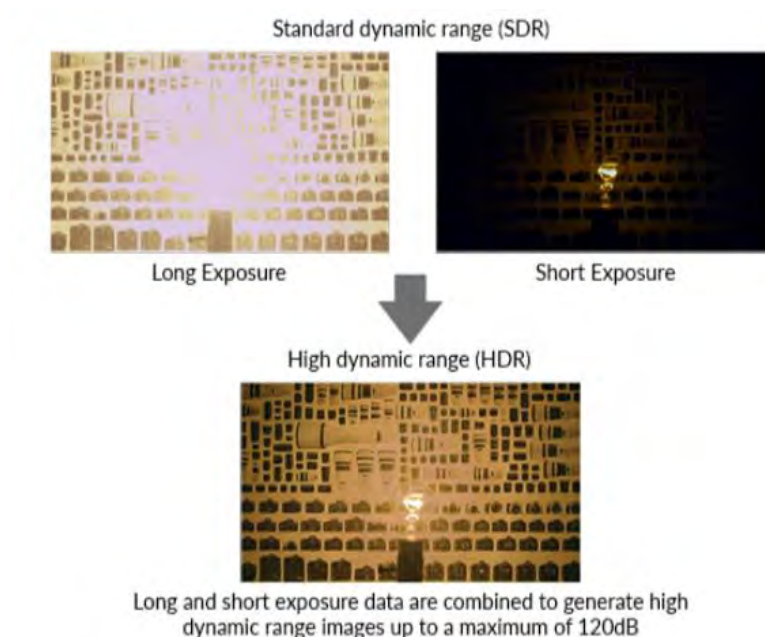 Standard dynamic range (SDR)
Long Exposure
Short Exposure
High dynamic range (HDR)
Long and short exposure data are combined to generate high
dynamic range images up to a maximum of 120dB